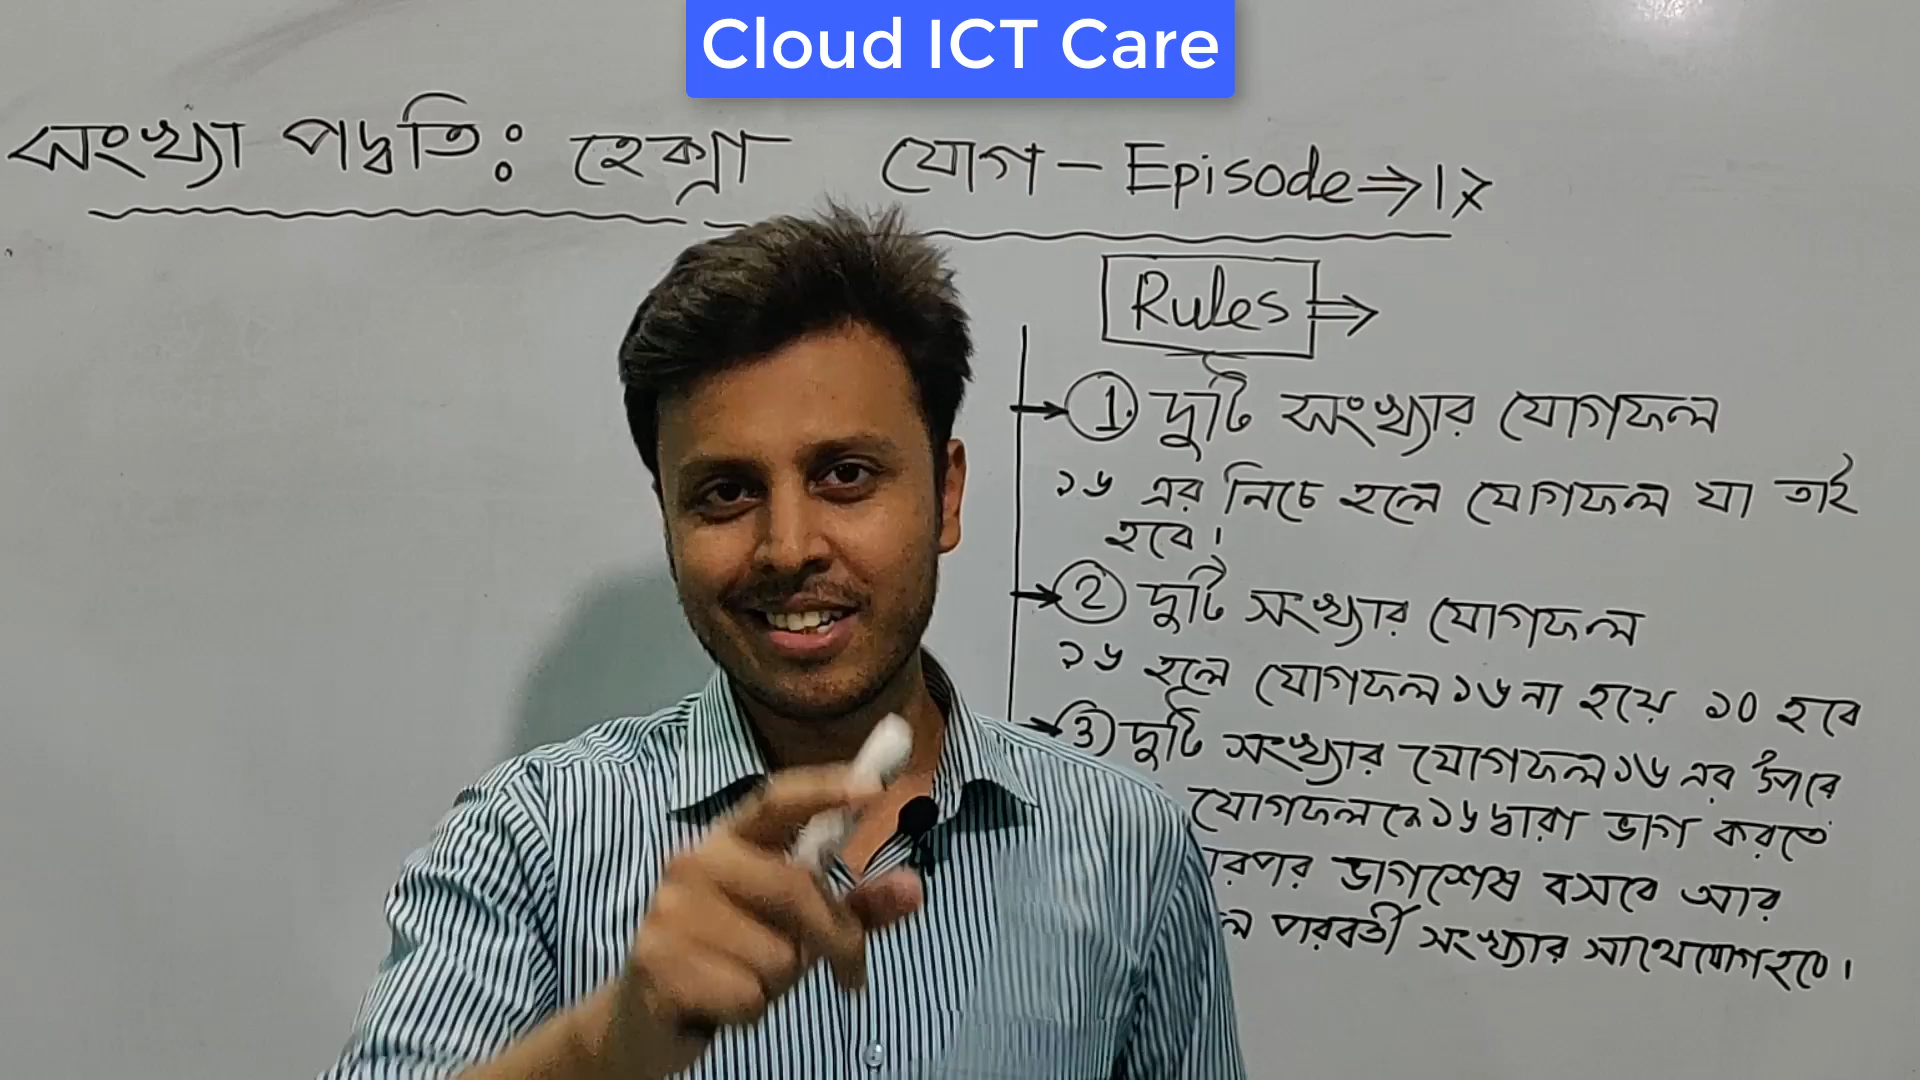 Cloud ICT Care
সংখ্যা পদ্ধতি: হেক্সা যোগ - Episode ⇒ 17
Rules ⇒
→ ① দুটি সংখ্যার যোগফল
১৬ এর নিচে হলে যোগফল যা তাই
হবে।
→ ② দুটি সংখ্যার যোগফল
১৬ হলে যোগফল ১৬ না হয়ে ১০ হবে
→ ③ দুটি সংখ্যার যোগফল ১৬ এর উপরে
যোগফলকে ১৬ দ্বারা ভাগ করতে
ভাগশেষ বসবে আর
পরবর্তী সংখ্যার সাথে যোগ হবে।